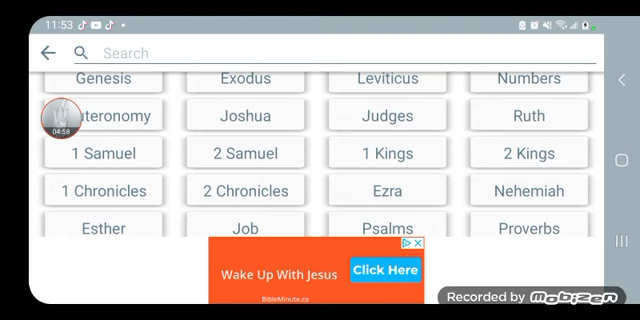 11:53
Search
Genesis Exodus Leviticus Numbers
uteronomy Joshua Judges Ruth
04:58
1 Samuel 2 Samuel 1 Kings 2 Kings
1 Chronicles 2 Chronicles Ezra Nehemiah
Esther Job Psalms Proverbs
Wake Up With Jesus Click Here
BibleMinute.co
Recorded by Mobizen